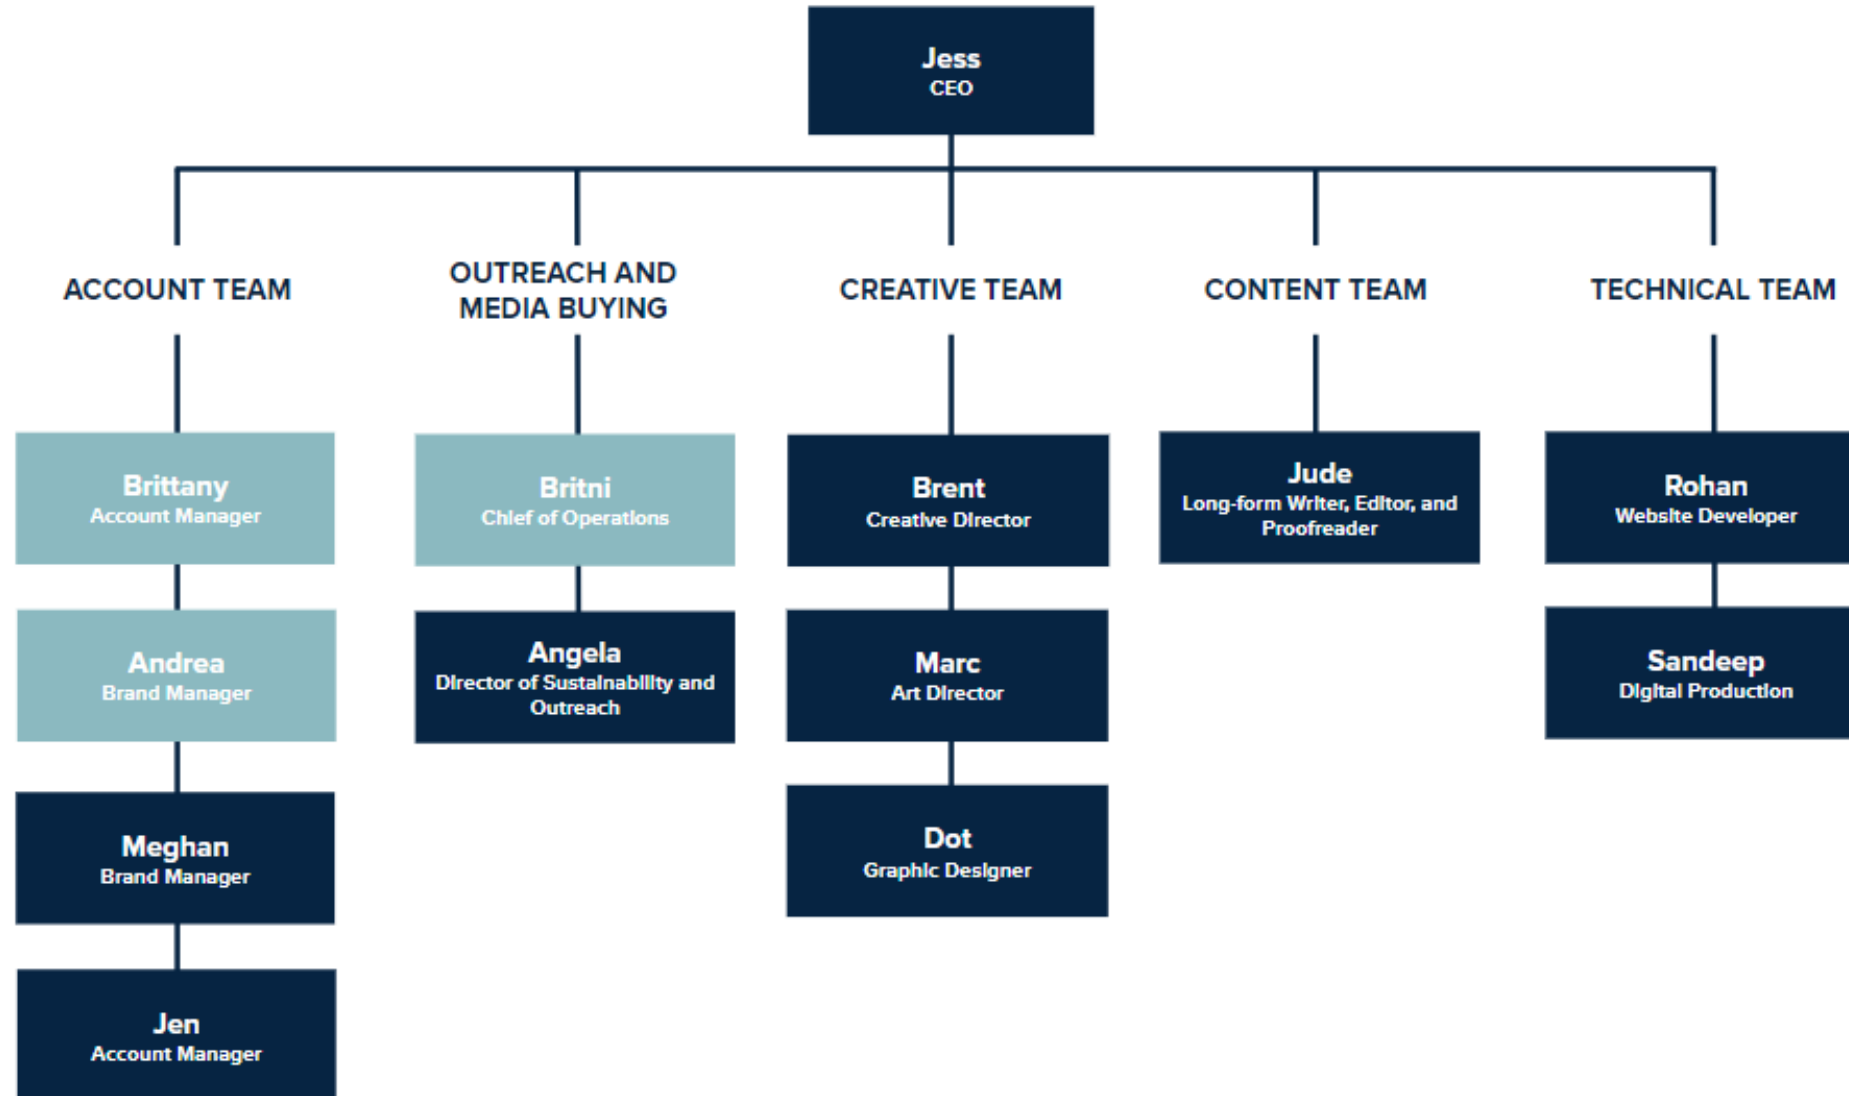 Jess
CEO
ACCOUNT TEAM
OUTREACH AND
MEDIA BUYING
CREATIVE TEAM
CONTENT TEAM
TECHNICAL TEAM
Brittany
Account Manager
Andrea
Brand Manager
Meghan
Brand Manager
Jen
Account Manager
Britni
Chief of Operations
Angela
Director of Sustainability and
Outreach
Brent
Creative Director
Marc
Art Director
Dot
Graphic Designer
Jude
Long-form Writer, Editor, and
Proofreader
Rohan
Website Developer
Sandeep
Digital Production